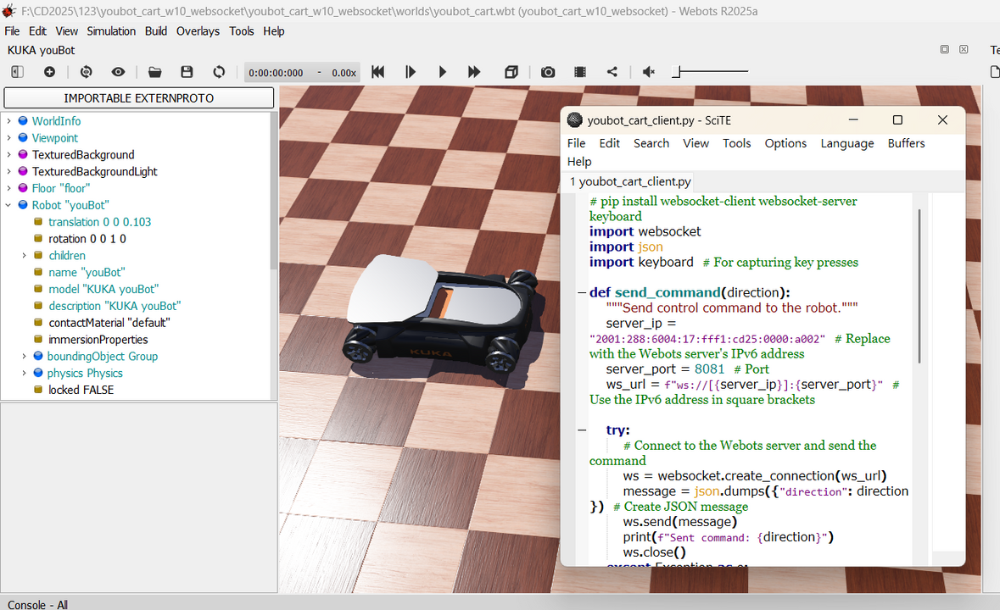 F:\CD2025\123\youbot_cart_w10_websocket\youbot_cart_w10_websocket\worlds\youbot_cart.wbt (youbot_cart_w10_websocket) - Webots R2025a
File Edit View Simulation Build Overlays Tools Help
KUKA youBot
Te
0:00:00:000 - 0.00x
IMPORTABLE EXTERNPROTO
WorldInfo
Viewpoint
TexturedBackground
TexturedBackgroundLight
Floor "floor"
Robot "youBot"
translation 0 0 0.103
rotation 0 0 1 0
children
name "youBot"
model "KUKA youBot"
description "KUKA youBot"
contactMaterial "default"
immersionProperties
boundingObject Group
physics Physics
locked FALSE
KUKA
youbot_cart_client.py - SciTE
File Edit Search View Tools Options Language Buffers
Help
1 youbot_cart_client.py
# pip install websocket-client websocket-server
keyboard
import websocket
import json
import keyboard # For capturing key presses
def send_command(direction):
"""Send control command to the robot."""
server_ip =
"2001:288:6004:17:fff1:cd25:0000:a002" # Replace
with the Webots server's IPv6 address
server_port = 8081 # Port
ws_url = f"ws://[{server_ip}]:{server_port}" #
Use the IPv6 address in square brackets
try:
# Connect to the Webots server and send the
command
ws = websocket.create_connection(ws_url)
message = json.dumps({"direction": direction
}) # Create JSON message
ws.send(message)
print(f"Sent command: {direction}")
ws.close()
except Exception as e:
Console - All